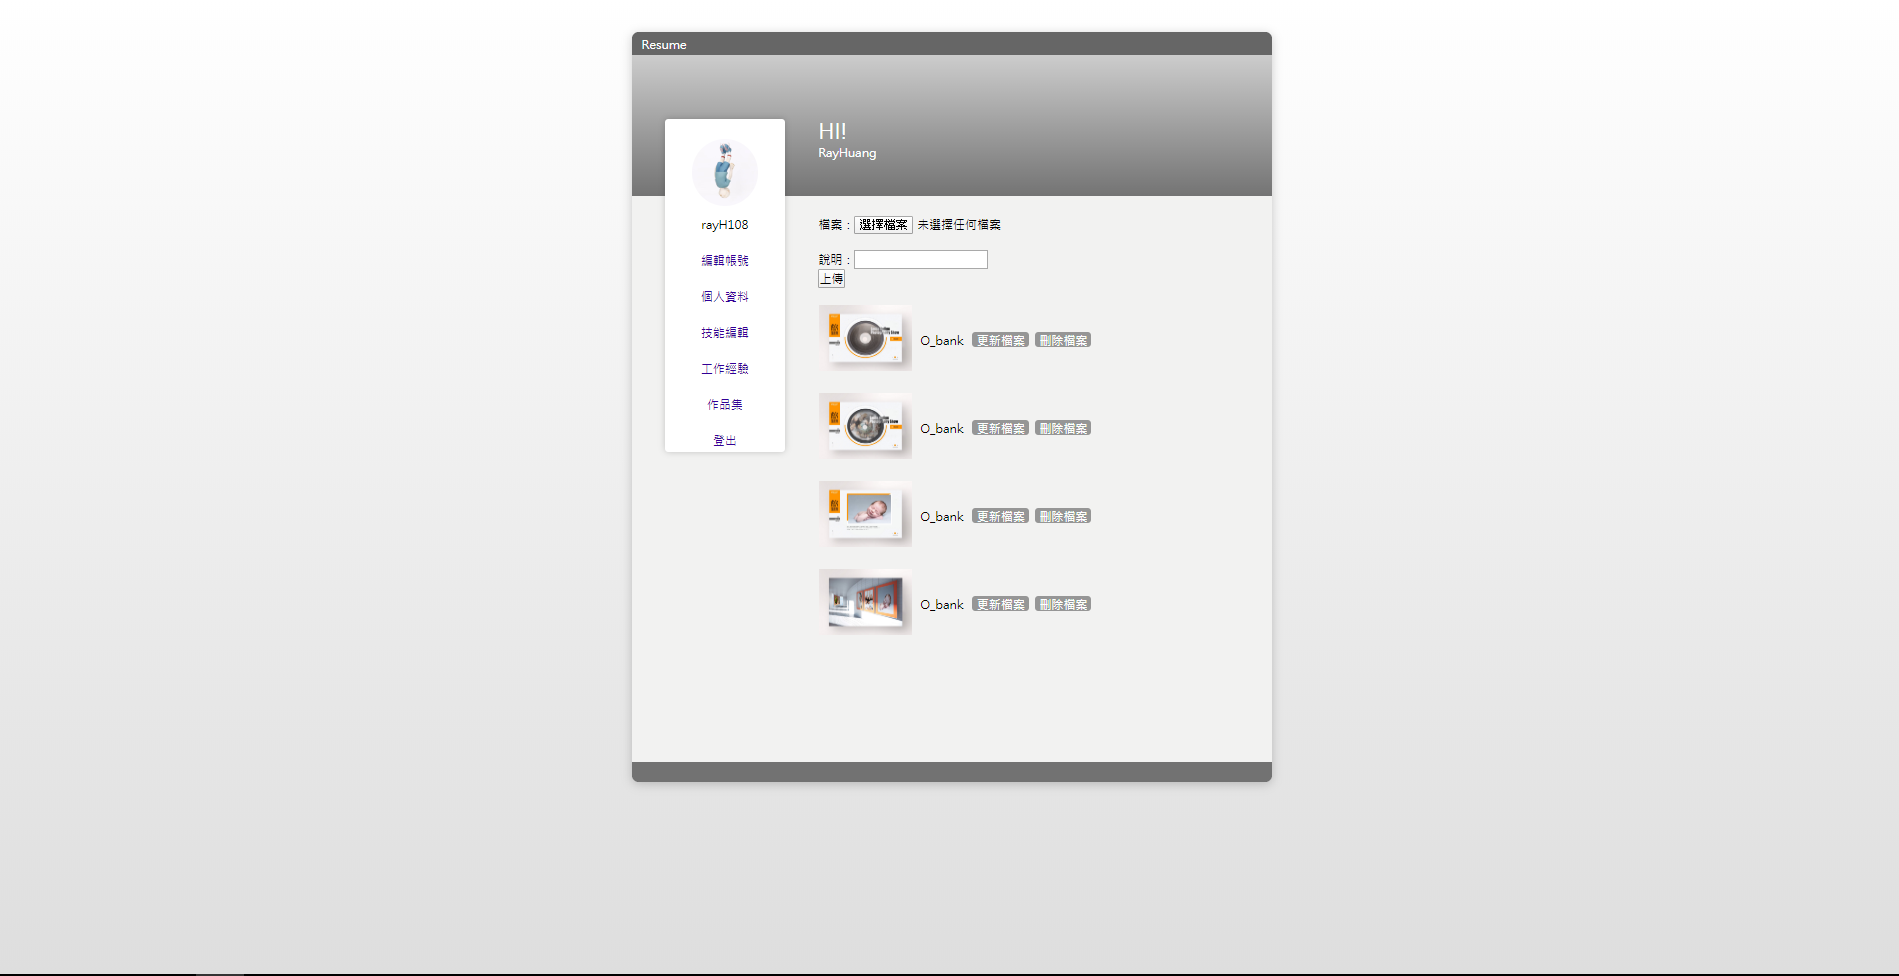 Resume
HI!
RayHuang
rayH108
編輯帳號
個人資料
技能編輯
工作經驗
作品集
登出
檔案：選擇檔案 未選擇任何檔案
說明：
上傳
O_bank 更新檔案 刪除檔案
O_bank 更新檔案 刪除檔案
O_bank 更新檔案 刪除檔案
O_bank 更新檔案 刪除檔案